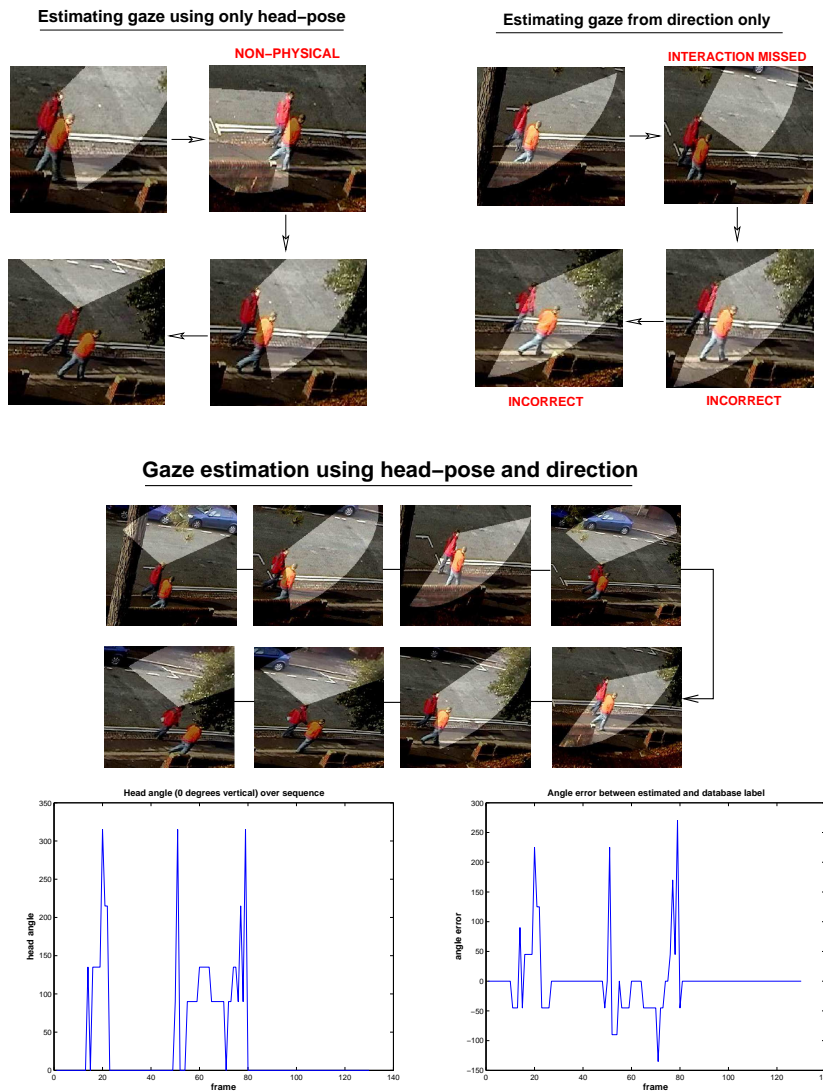 Estimating gaze using only head−pose
Estimating gaze from direction only
NON−PHYSICAL
INTERACTION MISSED
INCORRECT
INCORRECT
Gaze estimation using head−pose and direction
Head angle (0 degrees vertical) over sequence
350
300
250
200
150
100
50
0
0
20
40
60
80
100
120
140
head angle
frame
Angle error between estimated and database label
300
250
200
150
100
50
0
−50
−100
−150
0
20
40
60
80
100
120
angle error
frame